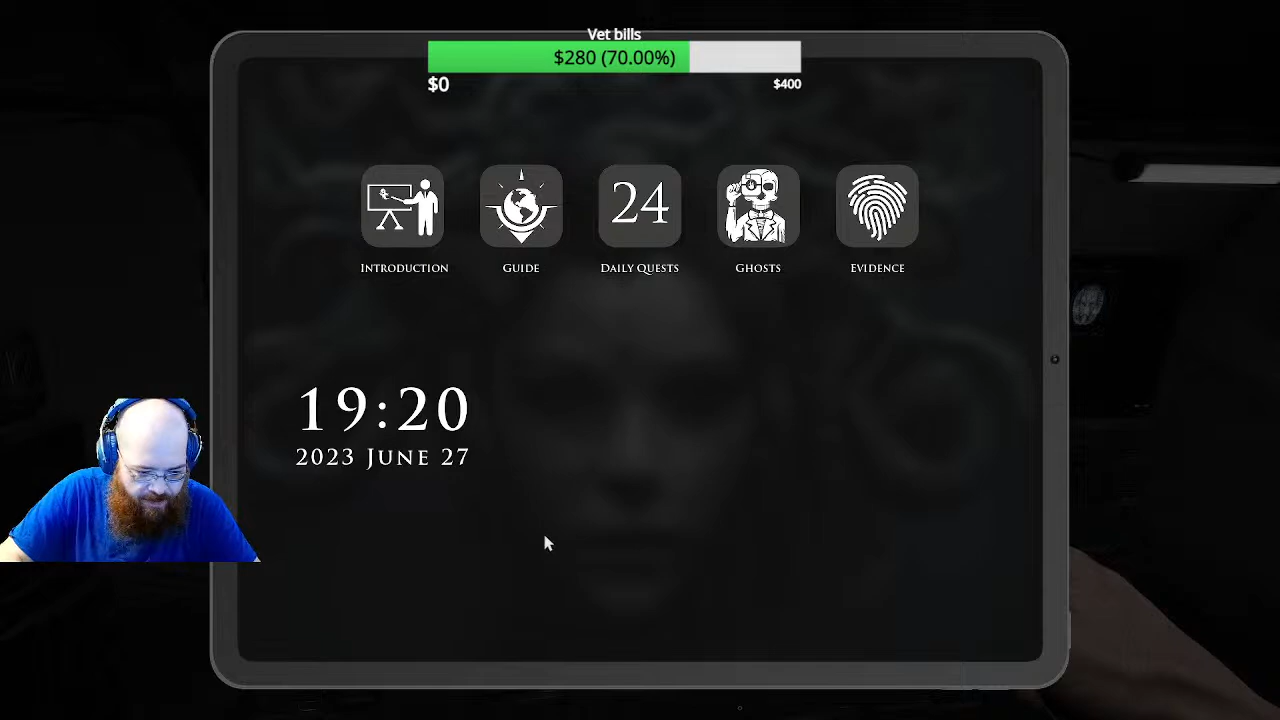 Vet bills
$280 (70.00%)
$0
$400
24
INTRODUCTION
GUIDE
DAILY QUESTS
GHOSTS
EVIDENCE
19:20
2023 JUNE 27